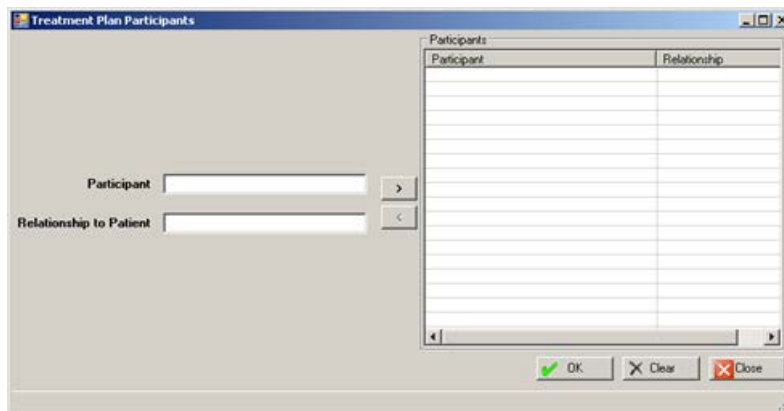 Treatment Plan Participants
Participants
Participant Relationship
Participant
>
Relationship to Patient
<
OK Clear Close